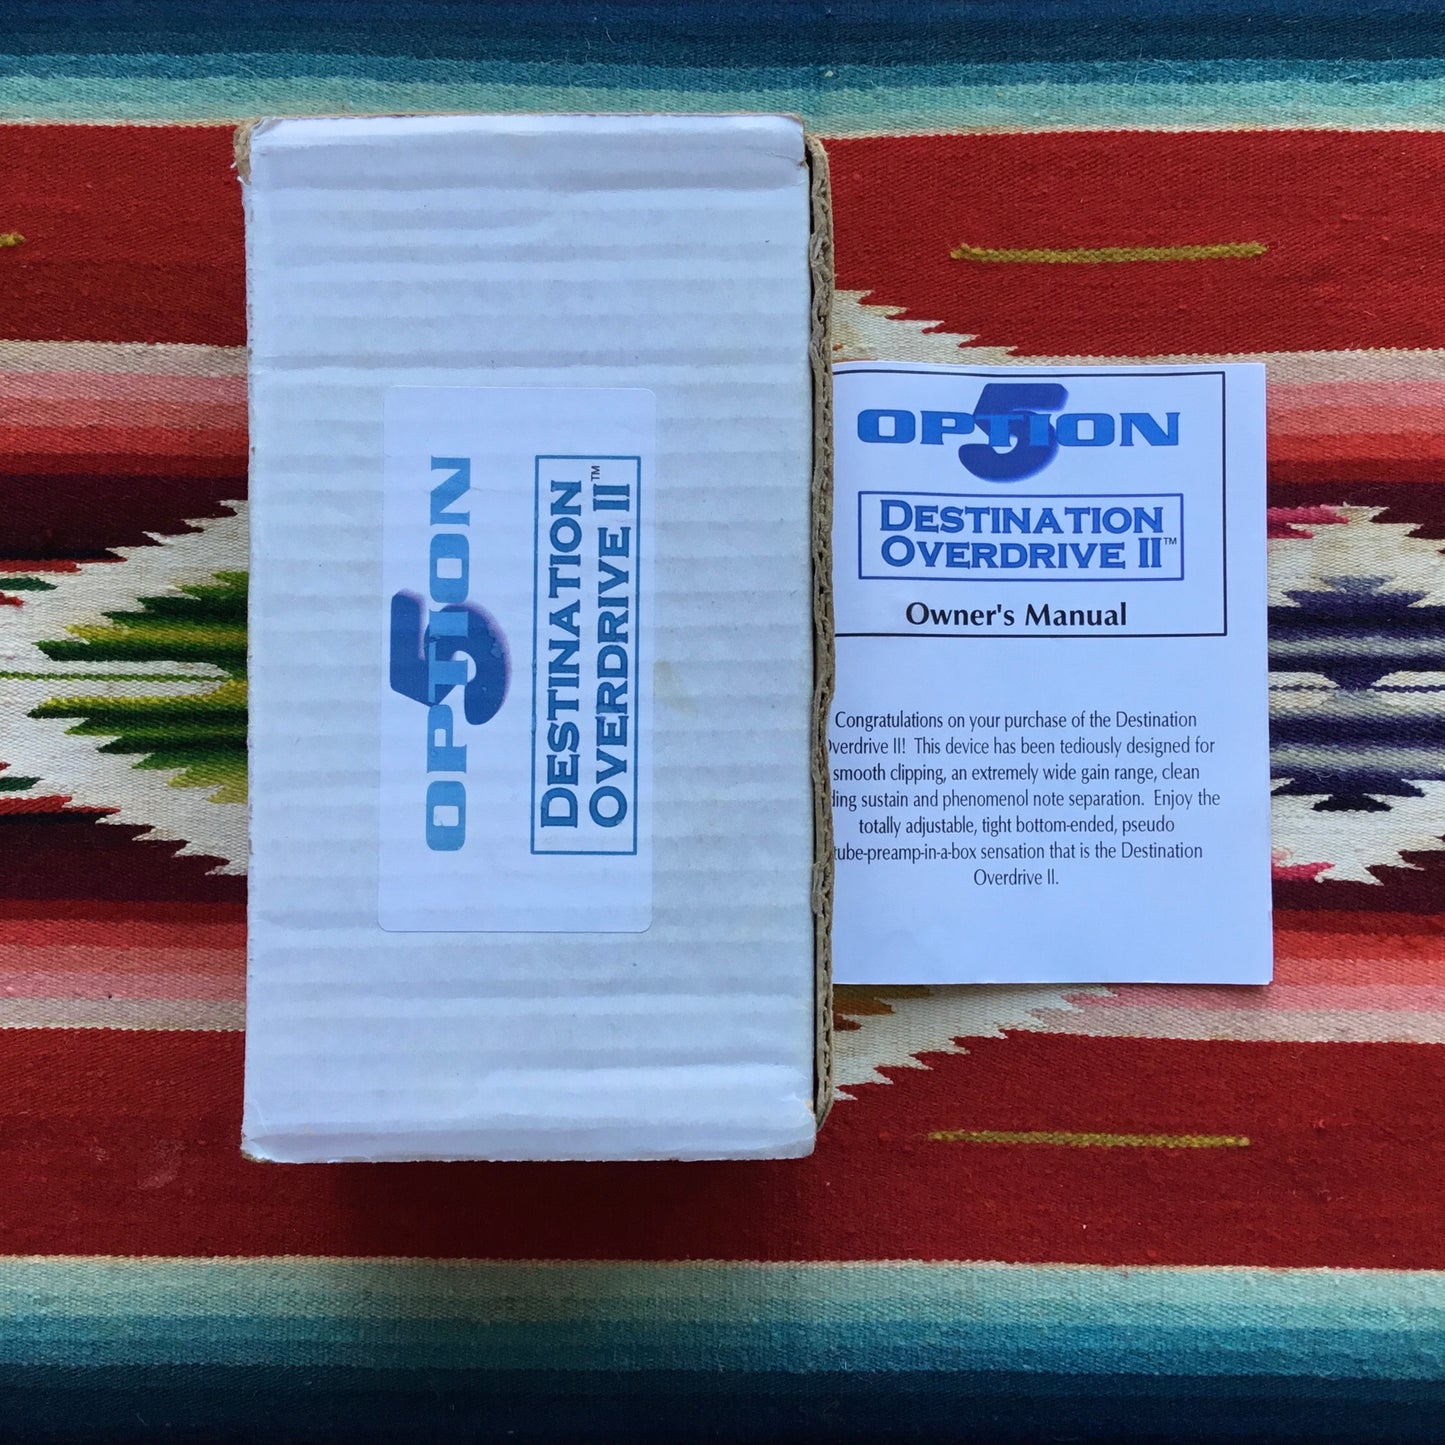 OPTION
5
DESTINATION
OVERDRIVE II™
OPTION
5
DESTINATION
OVERDRIVE II™
Owner's Manual
Congratulations on your purchase of the Destination
verdrive II! This device has been tediously designed for
smooth clipping, an extremely wide gain range, clean
ding sustain and phenomenol note separation. Enjoy the
totally adjustable, tight bottom-ended, pseudo
tube-preamp-in-a-box sensation that is the Destination
Overdrive II.